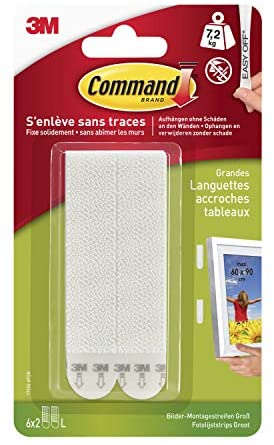 3M
7,2
kg
EASY OFF
Command
BRAND
S'enlève sans traces
Fixe solidement - sans abîmer les murs
Aufhängen ohne Schäden
an den Wänden • Ophangen en
verwijderen zonder schade
Grandes
Languettes
accroches
tableaux
max.
60 x 90
cm
3M 3M 3M
6x2 L
Bilder-Montagestreifen Groß
Fotolijststrips Groot